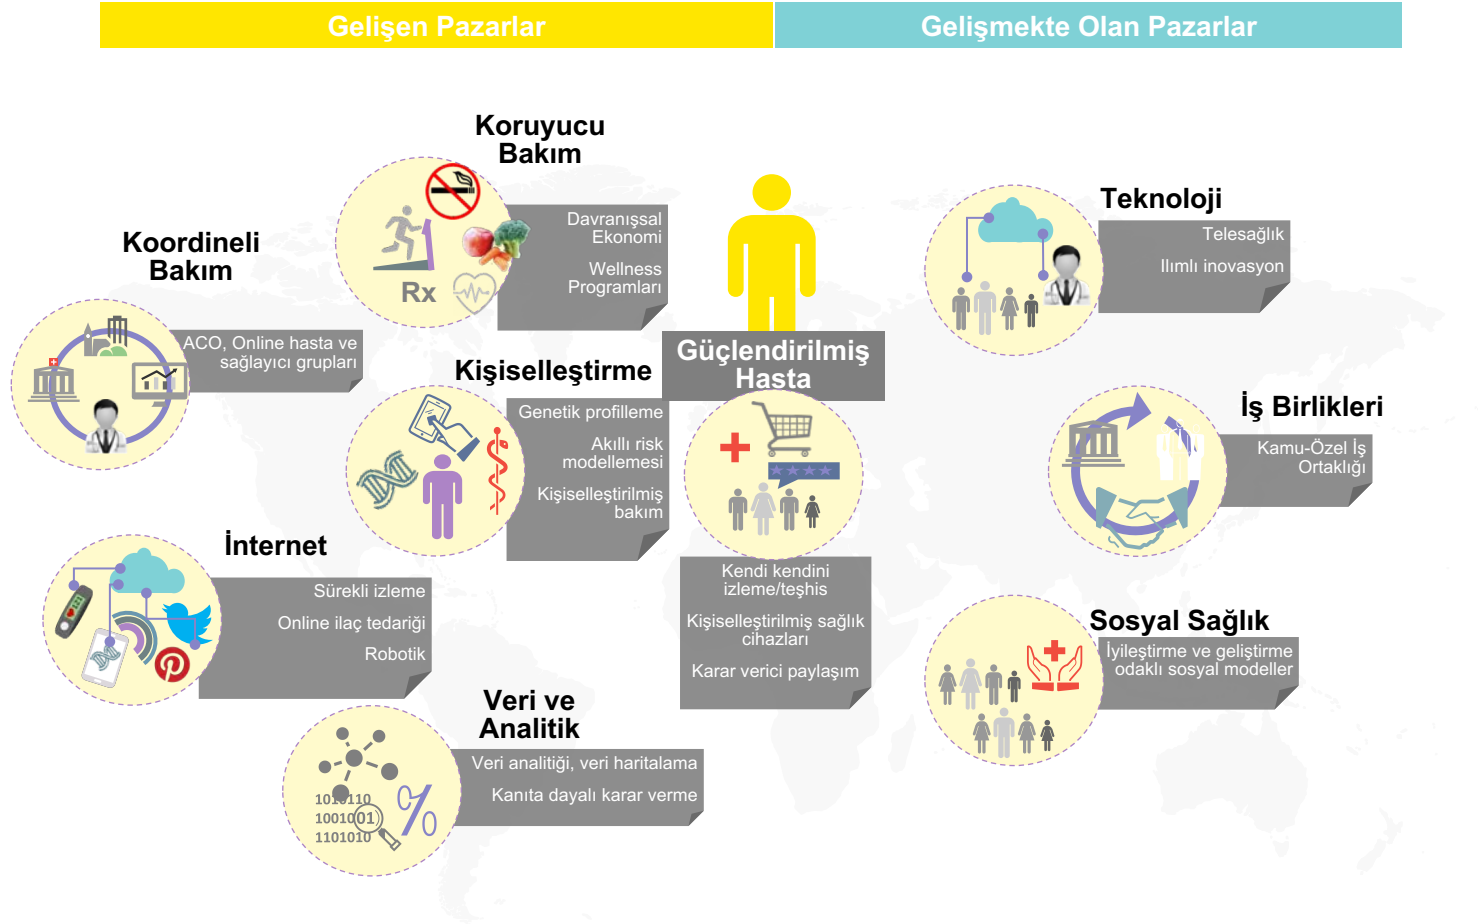 Gelişen Pazarlar
Gelişmekte Olan Pazarlar
Koruyucu
Bakım
Davranışsal
Ekonomi
Wellness
Programları
Rx
Koordineli
Bakım
ACO, Online hasta ve
sağlayıcı grupları
Kişiselleştirme
Genetik profilleme
Akıllı risk
modellemesi
Kişiselleştirilmiş
bakım
İnternet
Sürekli izleme
Online ilaç tedariği
Robotik
Veri ve
Analitik
Veri analitiği, veri haritalama
Kanıta dayalı karar verme
1010110
1001001
1101010
%
Güçlendirilmiş
Hasta
Kendi kendini
izleme/teşhis
Kişiselleştirilmiş sağlık
cihazları
Karar verici paylaşım
Teknoloji
Telesağlık
Ilımlı inovasyon
İş Birlikleri
Kamu-Özel İş
Ortaklığı
Sosyal Sağlık
İyileştirme ve geliştirme
odaklı sosyal modeller